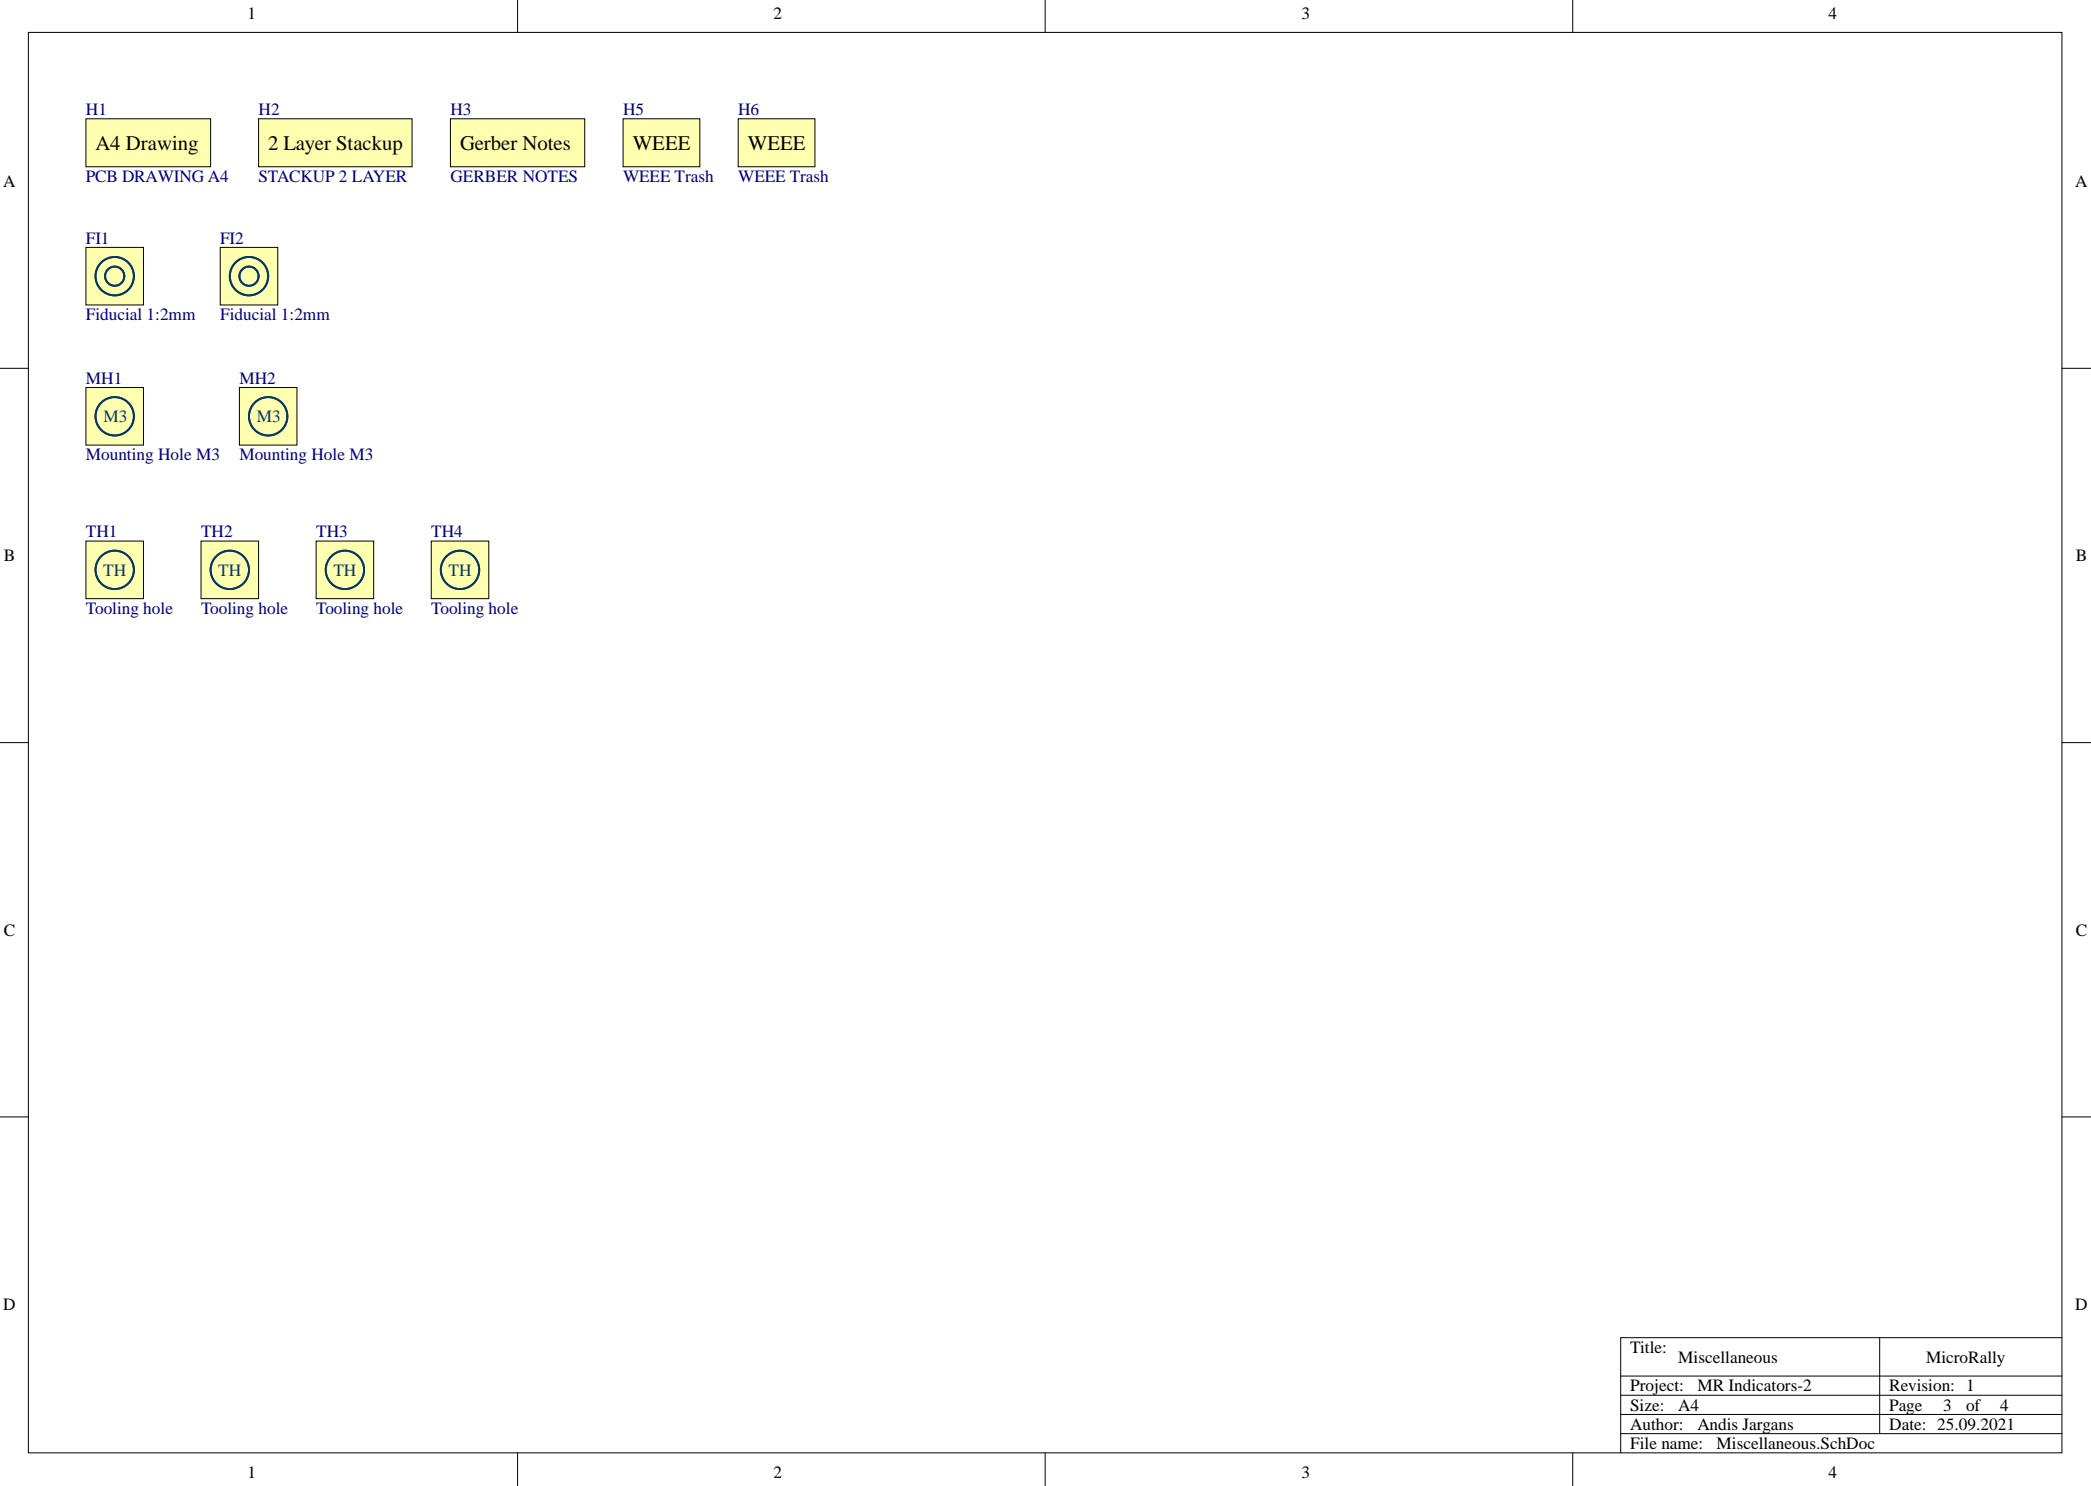 1 2 3 4
H1 H2 H3 H5 H6
A4 Drawing 2 Layer Stackup Gerber Notes WEEE WEEE
PCB DRAWING A4 STACKUP 2 LAYER GERBER NOTES WEEE Trash WEEE Trash
A A
FI1 FI2
Fiducial 1:2mm Fiducial 1:2mm
MH1 MH2
M3 M3
Mounting Hole M3 Mounting Hole M3
TH1 TH2 TH3 TH4
B TH TH TH TH B
Tooling hole Tooling hole Tooling hole Tooling hole
C C
D D
Title: Miscellaneous MicroRally
Project: MR Indicators-2 Revision: 1
Size: A4 Page 3 of 4
Author: Andis Jargans Date: 25.09.2021
File name: Miscellaneous.SchDoc
1 2 3 4